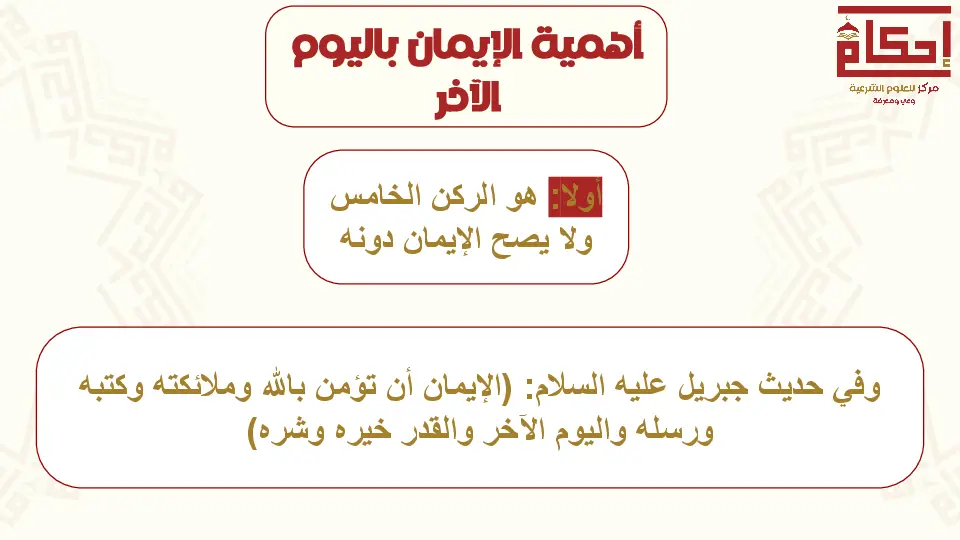 أهمية الإيمان باليوم
الآخر
إحكام
مركز للعلوم الشرعية
وعي ومعرفة
أولا: هو الركن الخامس
ولا يصح الإيمان دونه
وفي حديث جبريل عليه السلام: (الإيمان أن تؤمن بالله وملائكته وكتبه
ورسله واليوم الآخر والقدر خيره وشره)